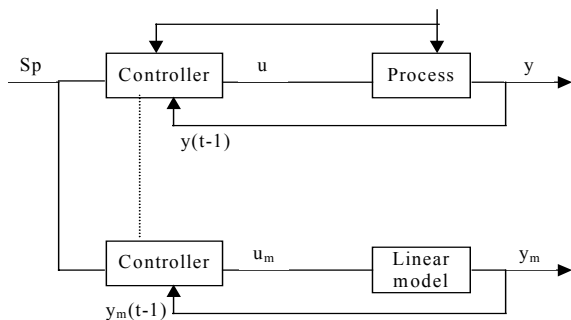 Sp
Controller
u
Process
y
y(t-1)
Controller
u_m
Linear
model
y_m
y_m(t-1)